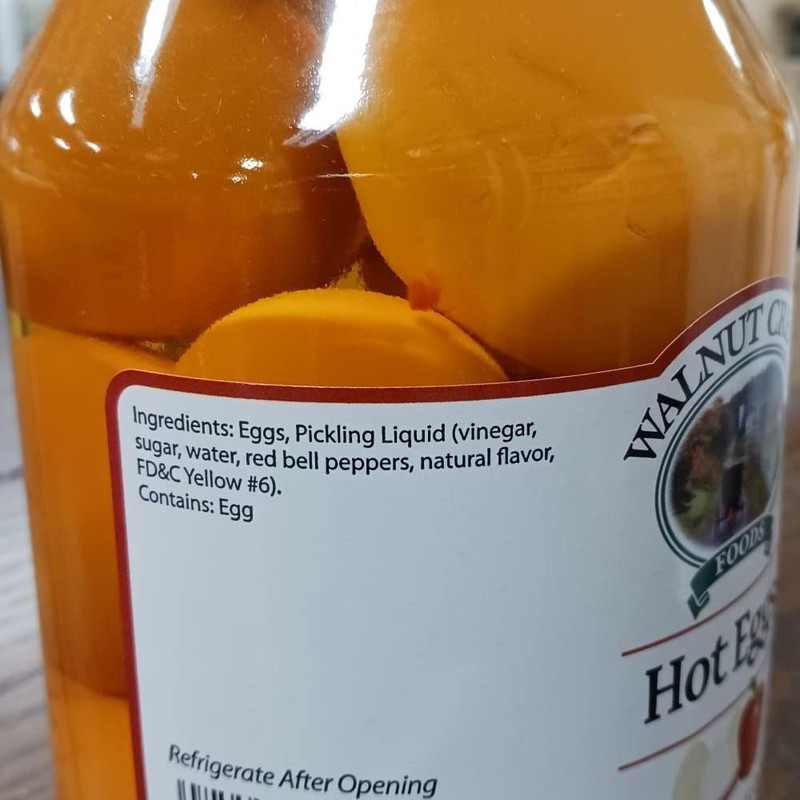 Ingredients: Eggs, Pickling Liquid (vinegar,
sugar, water, red bell peppers, natural flavor,
FD&C Yellow #6).
Contains: Egg
WALNUT
FOODS
Hot
Refrigerate After Opening